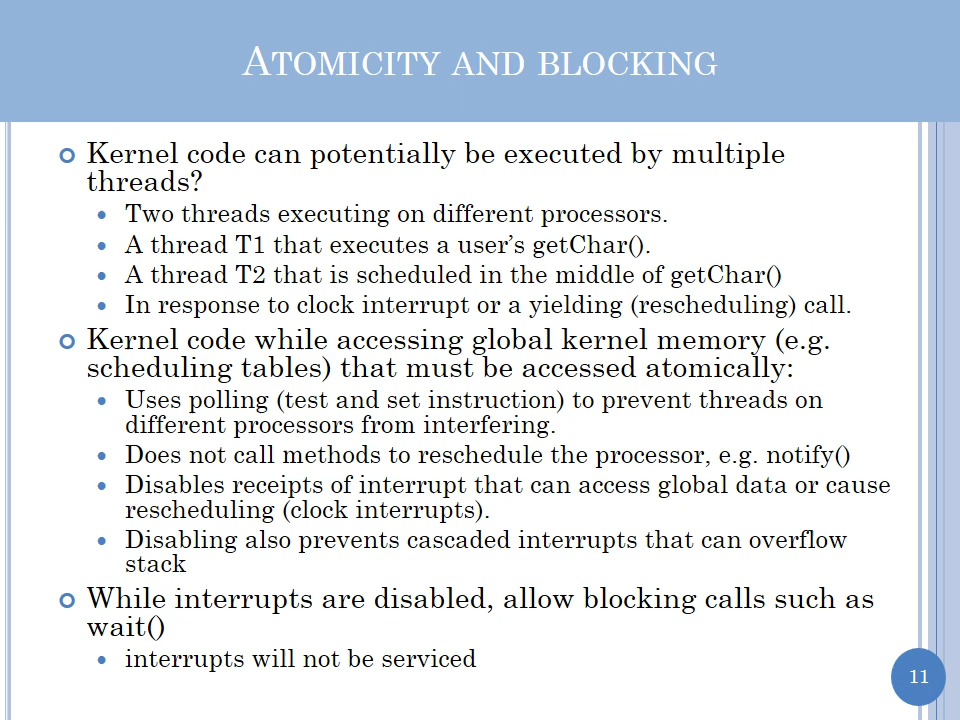 ATOMICITY AND BLOCKING
Kernel code can potentially be executed by multiple
threads?
Two threads executing on different processors.
A thread T1 that executes a user's getChar().
A thread T2 that is scheduled in the middle of getChar()
In response to clock interrupt or a yielding (rescheduling) call.
Kernel code while accessing global kernel memory (e.g.
scheduling tables) that must be accessed atomically:
Uses polling (test and set instruction) to prevent threads on
different processors from interfering.
Does not call methods to reschedule the processor, e.g. notify()
Disables receipts of interrupt that can access global data or cause
rescheduling (clock interrupts).
Disabling also prevents cascaded interrupts that can overflow
stack
While interrupts are disabled, allow blocking calls such as
wait()
interrupts will not be serviced
11